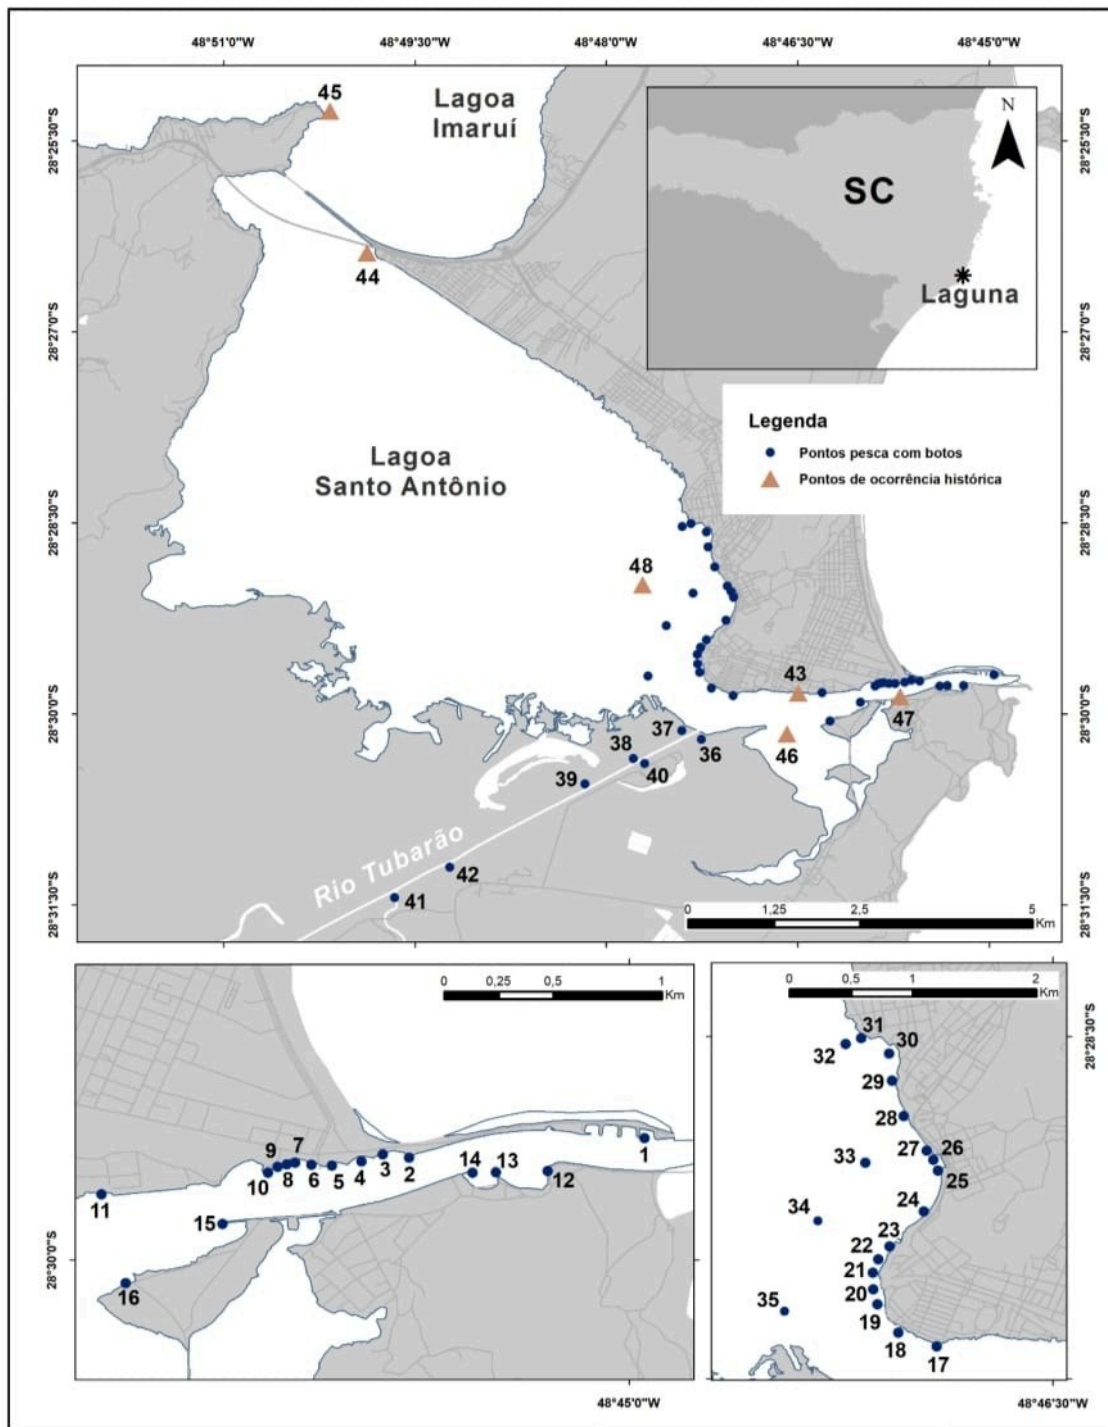 48°51'0"W
48°49'30"W
48°48'0"W
48°46'30"W
48°45'0"W
45
Lagoa
Imaruí
N
28°25'30"S
28°25'30"S
SC
44
Laguna
28°27'0"S
28°27'0"S
Legenda
Pontos pesca com botos
Pontos de ocorrência histórica
Lagoa
Santo Antônio
28°28'30"S
28°28'30"S
48
43
28°30'0"S
28°30'0"S
47
37
46
36
38
40
39
Rio Tubarão
42
41
28°31'30"S
28°31'30"S
0
1,25
2,5
5
Km
0
0,25
0,5
1
Km
9
7
10
8
6
5
4
3
2
14
13
12
1
11
15
16
28°30'0"S
48°45'0"W
0
0,5
1
2
Km
31
30
32
29
28
27
26
33
25
34
24
23
22
21
20
35
19
18
17
28°28'30"S
28°30'0"S
48°46'30"W